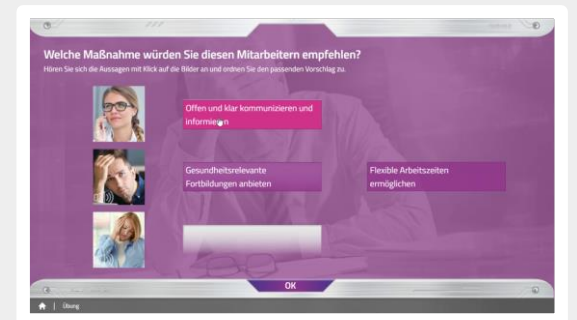 Welche Maßnahme würden Sie diesen Mitarbeitern empfehlen?
Hören Sie sich die Aussagen mit Klick auf die Bilder an und ordnen Sie den passenden Vorschlag zu.
Offen und klar kommunizieren und
informieren
Gesundheitsrelevante
Fortbildungen anbieten
Flexible Arbeitszeiten
ermöglichen
OK
Übung